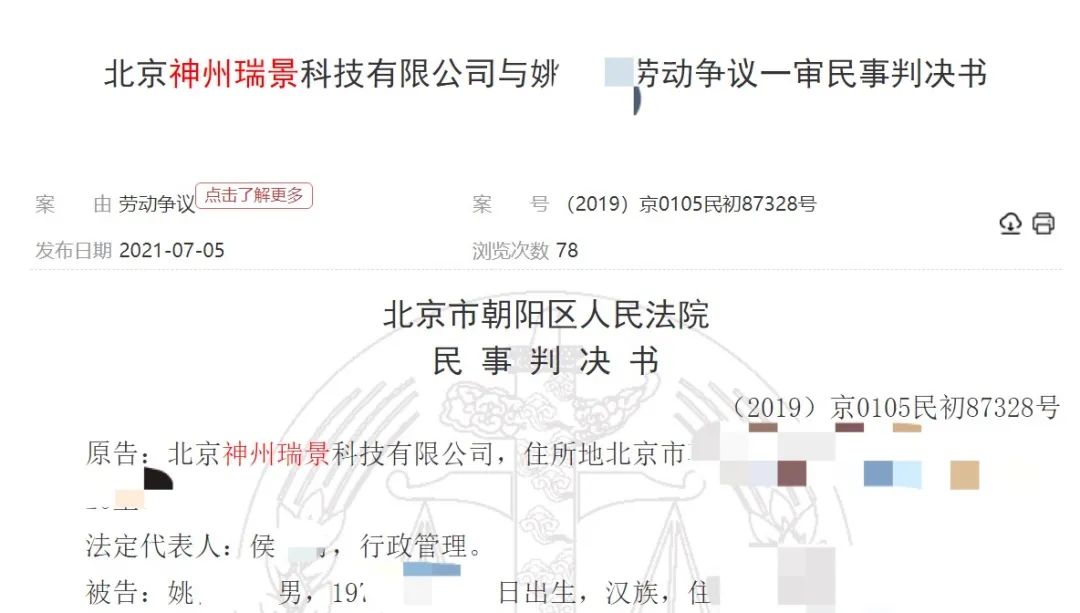 北京神州瑞景科技有限公司与姚 劳动争议一审民事判决书
案 由 劳动争议 点击了解更多 案 号 （2019）京0105民初87328号
发布日期 2021-07-05 浏览次数 78
北京市朝阳区人民法院
民 事 判 决 书
（2019）京0105民初87328号
原告：北京神州瑞景科技有限公司，住所地北京市
法定代表人：侯 ，行政管理。
被告：姚 男，197 日出生，汉族，住